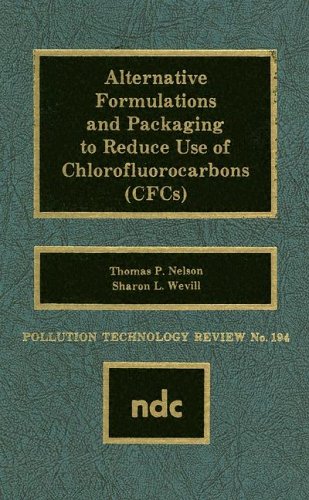 Alternative
Formulations
and Packaging
to Reduce Use of
Chlorofluorocarbons
(CFCs)
Thomas P. Nelson
Sharon L. Wevill
POLLUTION TECHNOLOGY REVIEW No. 194
ndc